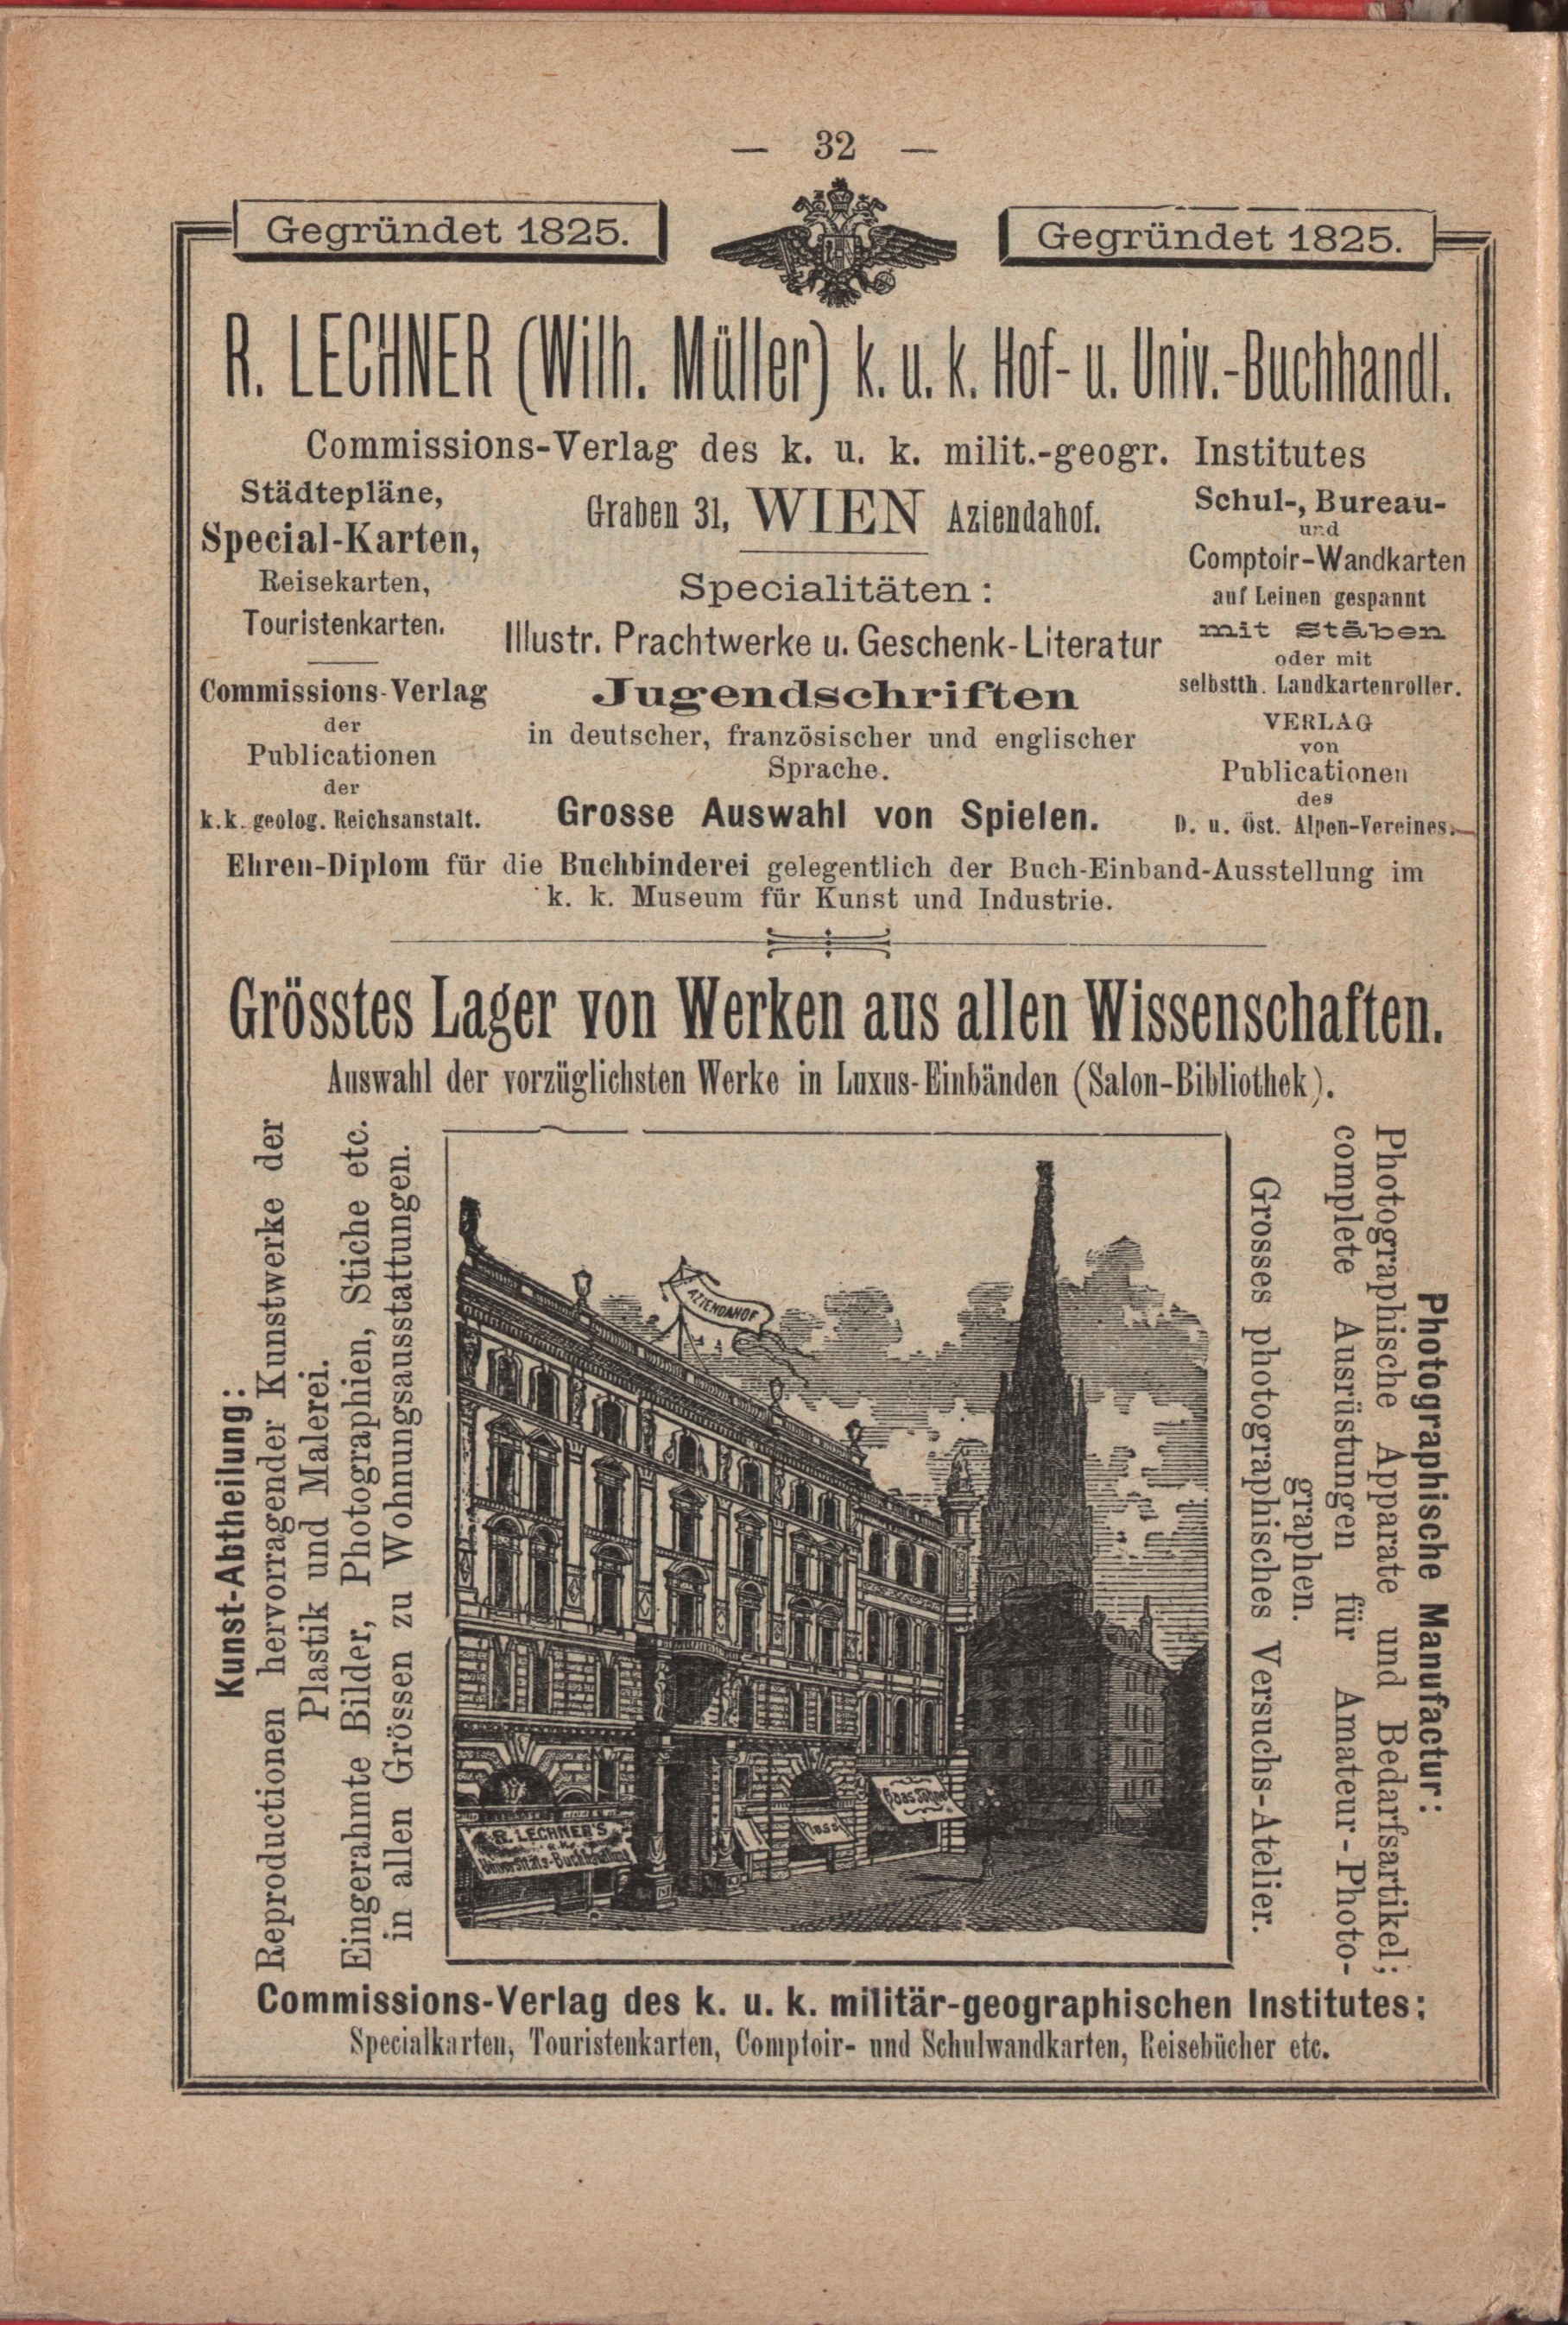 — 32 —
Gegründet 1825.
Gegründet 1825.
R. LECHNER (Wilh. Müller) k. u. k. Hof- u. Univ.-Buchhandl.
Commissions-Verlag des k. u. k. milit.-geogr. Institutes
Städtepläne,
Special-Karten,
Reisekarten,
Touristenkarten.
Commissions-Verlag
der
Publicationen
der
k.k. geolog. Reichsanstalt.
Graben 31, WIEN Aziendahof.
Specialitäten:
Illustr. Prachtwerke u. Geschenk-Literatur
Jugendschriften
in deutscher, französischer und englischer
Sprache.
Grosse Auswahl von Spielen.
Schul-, Bureau-
und
Comptoir-Wandkarten
auf Leinen gespannt
mit Stäben
oder mit
selbstth. Landkartenroller.
VERLAG
von
Publicationen
des
D. u. öst. Alpen-Vereines.
Ehren-Diplom für die Buchbinderei gelegentlich der Buch-Einband-Ausstellung im
k. k. Museum für Kunst und Industrie.
Grösstes Lager von Werken aus allen Wissenschaften.
Auswahl der vorzüglichsten Werke in Luxus-Einbänden (Salon-Bibliothek).
Kunst-Abtheilung:
Reproductionen hervorragender Kunstwerke der
Plastik und Malerei.
Eingerahmte Bilder, Photographien, Stiche etc.
in allen Grössen zu Wohnungsausstattungen.
AZIENDAHOF
R. LECHNER'S
k. k.
Universitäts-Buchhandlung
Photographische Manufactur:
Photographische Apparate und Bedarfsartikel;
complete Ausrüstungen für Amateur-Photo-
graphen.
Grosses photographisches Versuchs-Atelier.
Commissions-Verlag des k. u. k. militär-geographischen Institutes:
Specialkarten, Touristenkarten, Comptoir- und Schulwandkarten, Reisebücher etc.